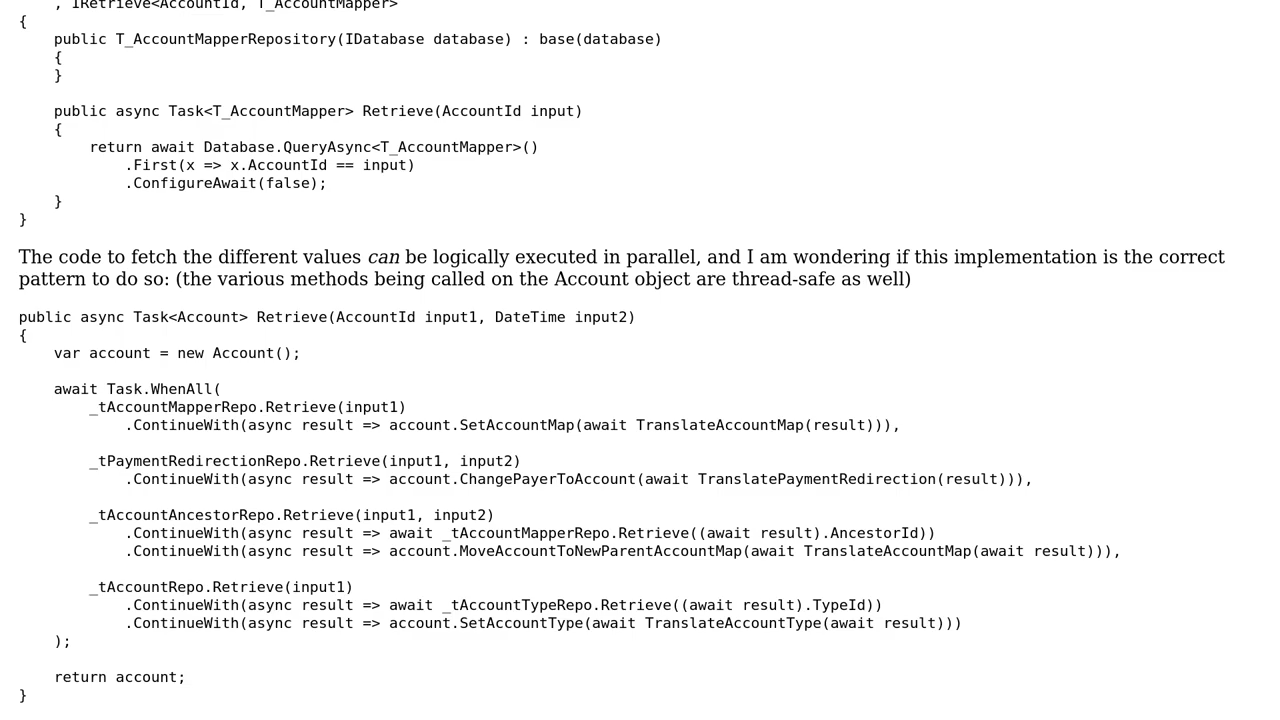 , IRetrieve<AccountId, T_AccountMapper>
{
    public T_AccountMapperRepository(IDatabase database) : base(database)
    {
    }

    public async Task<T_AccountMapper> Retrieve(AccountId input)
    {
        return await Database.QueryAsync<T_AccountMapper>()
            .First(x => x.AccountId == input)
            .ConfigureAwait(false);
    }
}
The code to fetch the different values can be logically executed in parallel, and I am wondering if this implementation is the correct
pattern to do so: (the various methods being called on the Account object are thread-safe as well)
public async Task<Account> Retrieve(AccountId input1, DateTime input2)
{
    var account = new Account();

    await Task.WhenAll(
        _tAccountMapperRepo.Retrieve(input1)
            .ContinueWith(async result => account.SetAccountMap(await TranslateAccountMap(result))),

        _tPaymentRedirectionRepo.Retrieve(input1, input2)
            .ContinueWith(async result => account.ChangePayerToAccount(await TranslatePaymentRedirection(result))),

        _tAccountAncestorRepo.Retrieve(input1, input2)
            .ContinueWith(async result => await _tAccountMapperRepo.Retrieve((await result).AncestorId))
            .ContinueWith(async result => account.MoveAccountToNewParentAccountMap(await TranslateAccountMap(await result))),

        _tAccountRepo.Retrieve(input1)
            .ContinueWith(async result => await _tAccountTypeRepo.Retrieve((await result).TypeId))
            .ContinueWith(async result => account.SetAccountType(await TranslateAccountType(await result)))
    );

    return account;
}